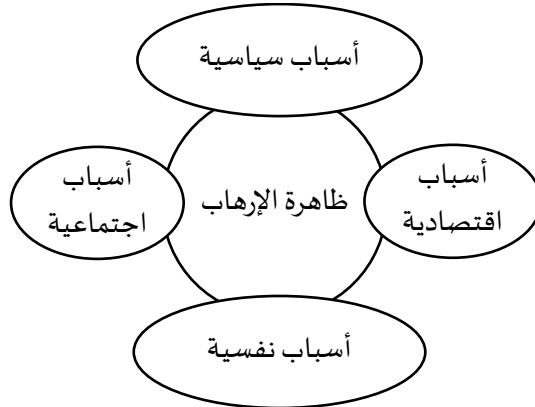 أسباب سياسية
أسباب
اقتصادية
ظاهرة الإرهاب
أسباب
اجتماعية
أسباب نفسية